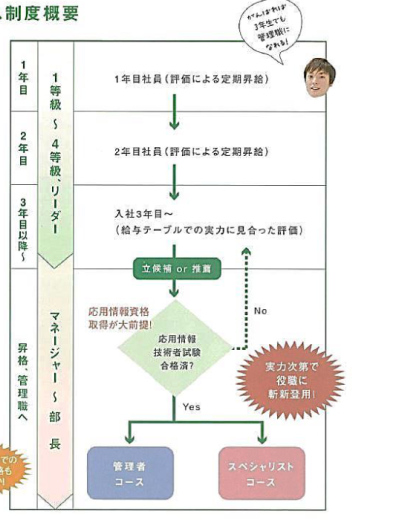 制度概要
がんばれば
3年生でも
管理職に
なれる!
1年目
1等級～4等級、リーダー
1年目社員(評価による定期昇給)
2年目
2年目社員(評価による定期昇給)
3年目以降～
入社3年目～
(給与テーブルでの実力に見合った評価)
立候補 or 推薦
応用情報資格
取得が大前提!
応用情報
技術者試験
合格済?
No
Yes
実力次第で
役職に
斬新登用!
昇格、管理職へ
マネージャー～部長
管理者
コース
スペシャリスト
コース
での